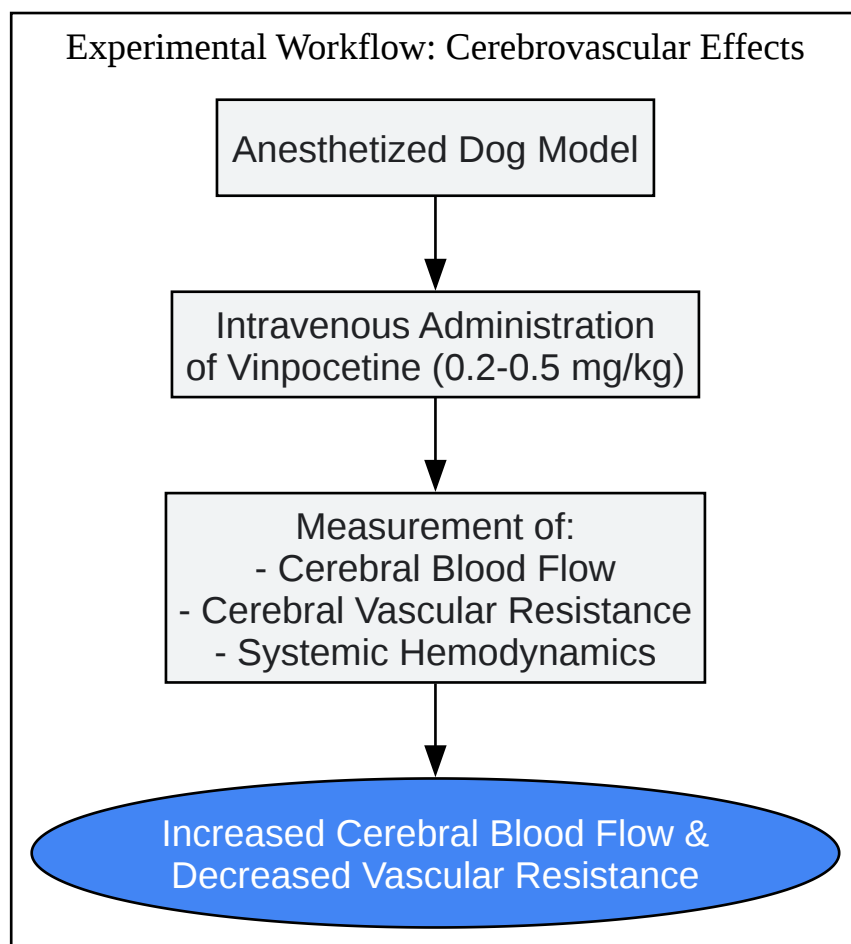 Experimental Workflow: Cerebrovascular Effects
Anesthetized Dog Model
Intravenous Administration
of Vinpocetine (0.2-0.5 mg/kg)
Measurement of:
- Cerebral Blood Flow
- Cerebral Vascular Resistance
- Systemic Hemodynamics
Increased Cerebral Blood Flow &
Decreased Vascular Resistance